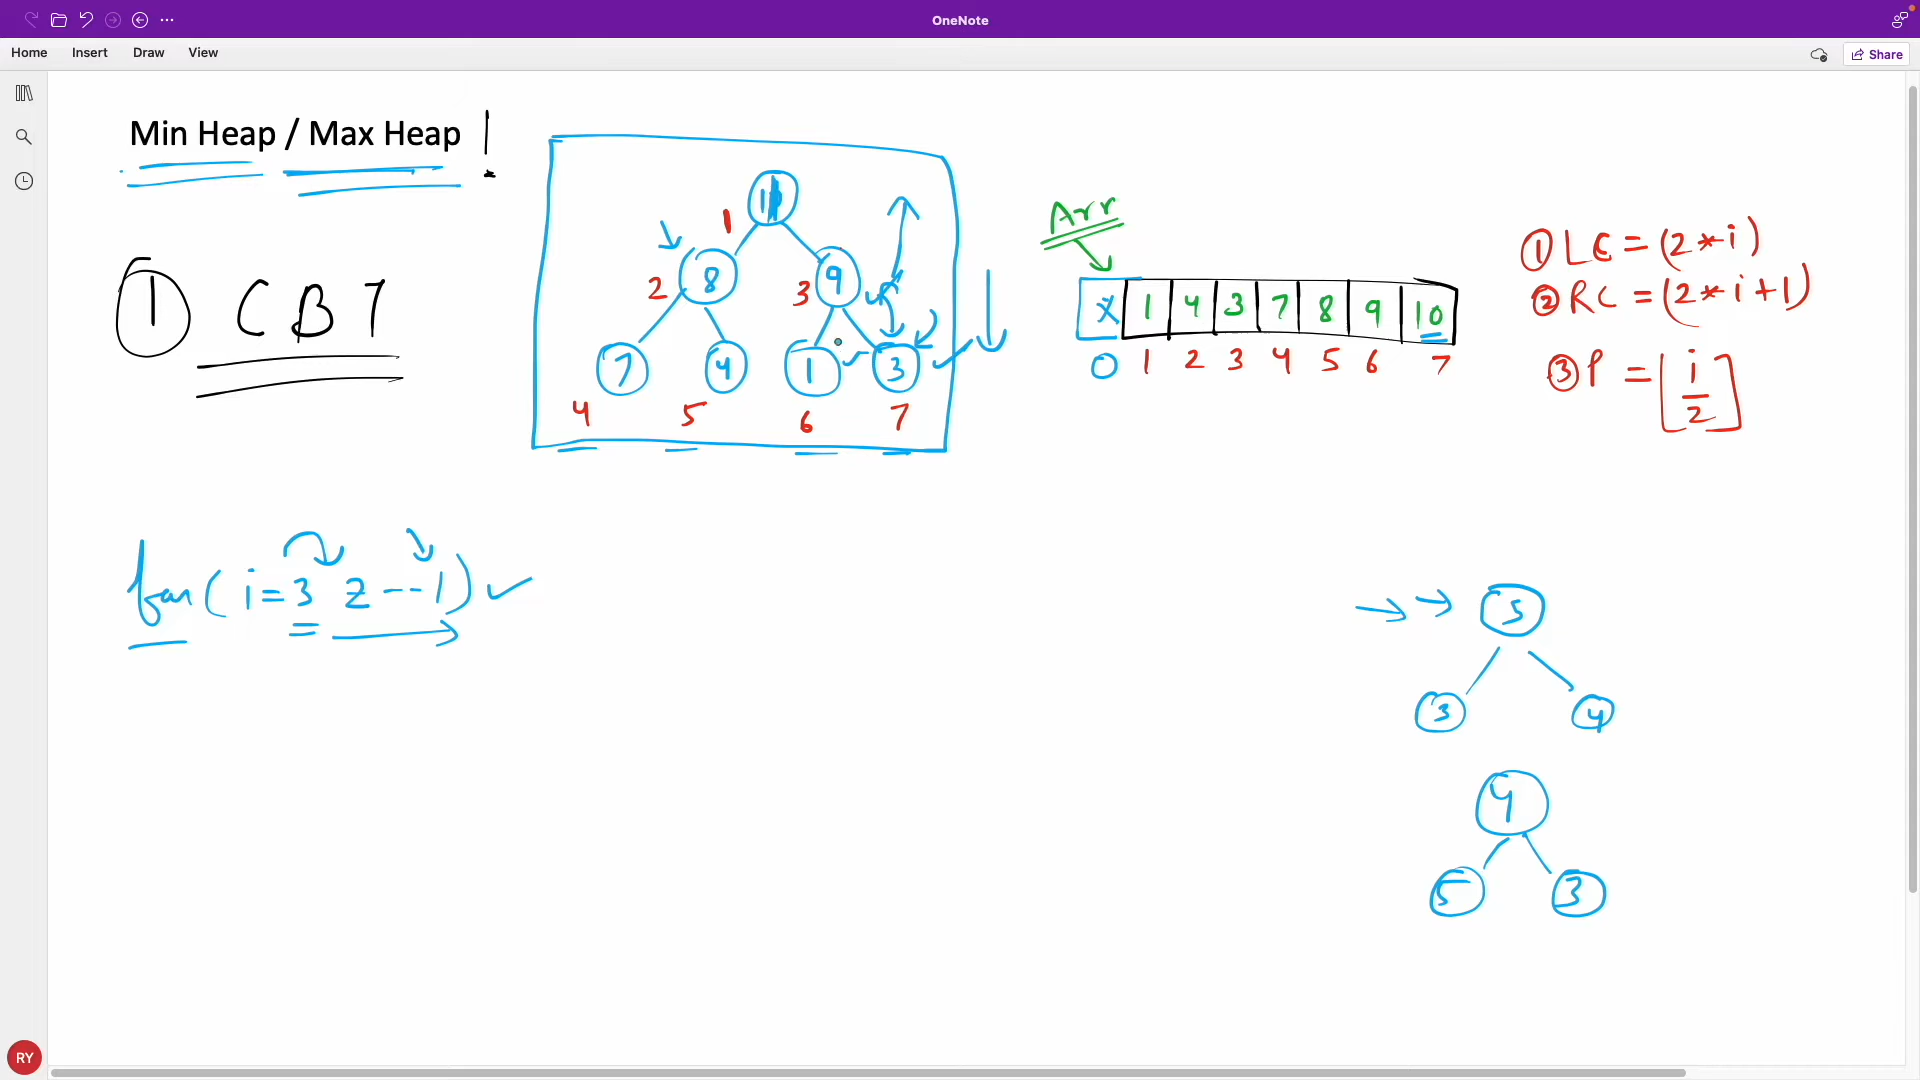 OneNote
Home Insert Draw View
Share
Min Heap / Max Heap
① CBT
1
8 9
2 3
7 4 1 3
4 5 6 7
Arr
X 1 4 3 7 8 9 10
0 1 2 3 4 5 6 7
① LC = (2*i)
② RC = (2*i+1)
③ P = [i/2]
for( i=3 2 --1)
5
3 4
4
5 3
RY